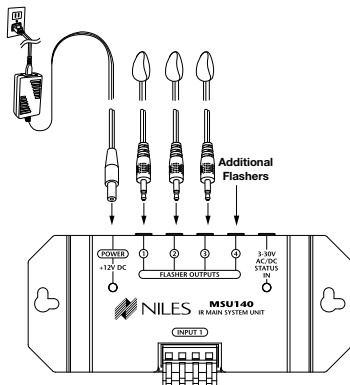 Additional
Flashers
POWER
+12V DC
1 2 3 4
FLASHER OUTPUTS
3-30V
AC/DC
STATUS
IN
NILES MSU140
IR MAIN SYSTEM UNIT
INPUT 1